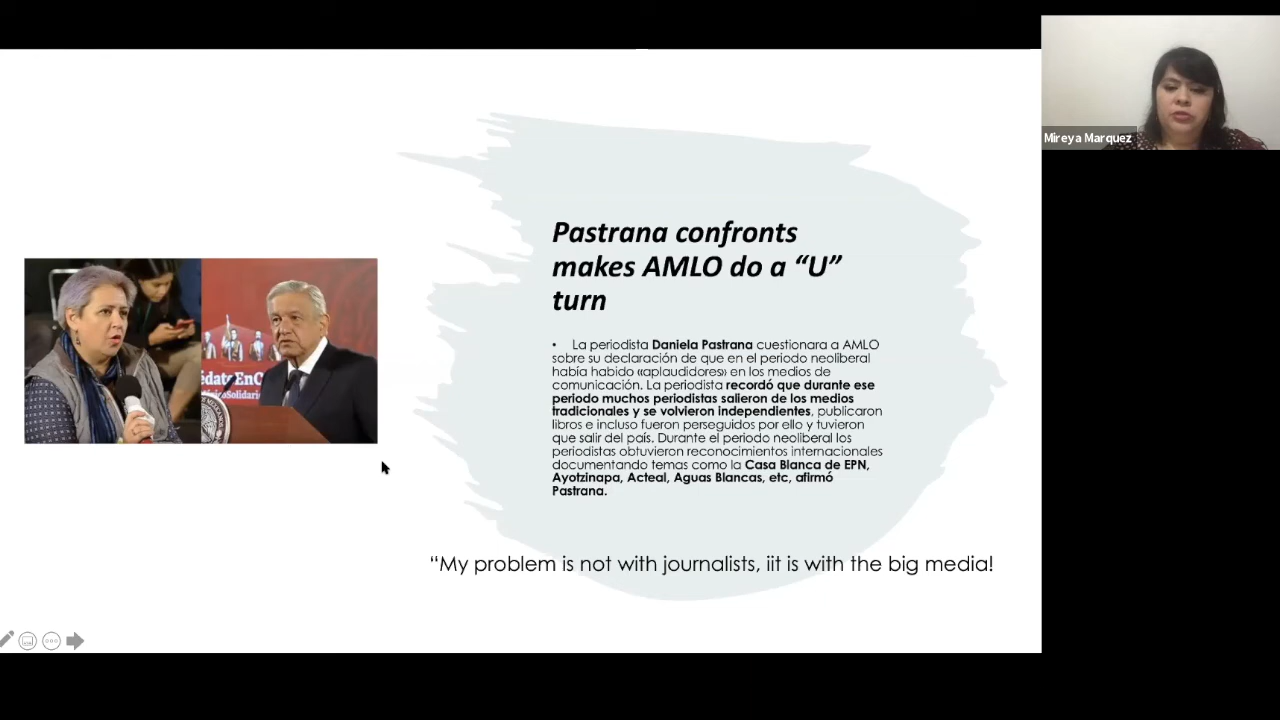 Mireya Marquez
Pastrana confronts
makes AMLO do a “U”
turn
• La periodista Daniela Pastrana cuestionara a AMLO
sobre su declaración de que en el periodo neoliberal
había habido «aplaudidores» en los medios de
comunicación. La periodista recordó que durante ese
periodo muchos periodistas salieron de los medios
tradicionales y se volvieron independientes, publicaron
libros e incluso fueron perseguidos por ello y tuvieron
que salir del país. Durante el periodo neoliberal los
periodistas obtuvieron reconocimientos internacionales
documentando temas como la Casa Blanca de EPN,
Ayotzinapa, Acteal, Aguas Blancas, etc, afirmó
Pastrana.
“My problem is not with journalists, iit is with the big media!